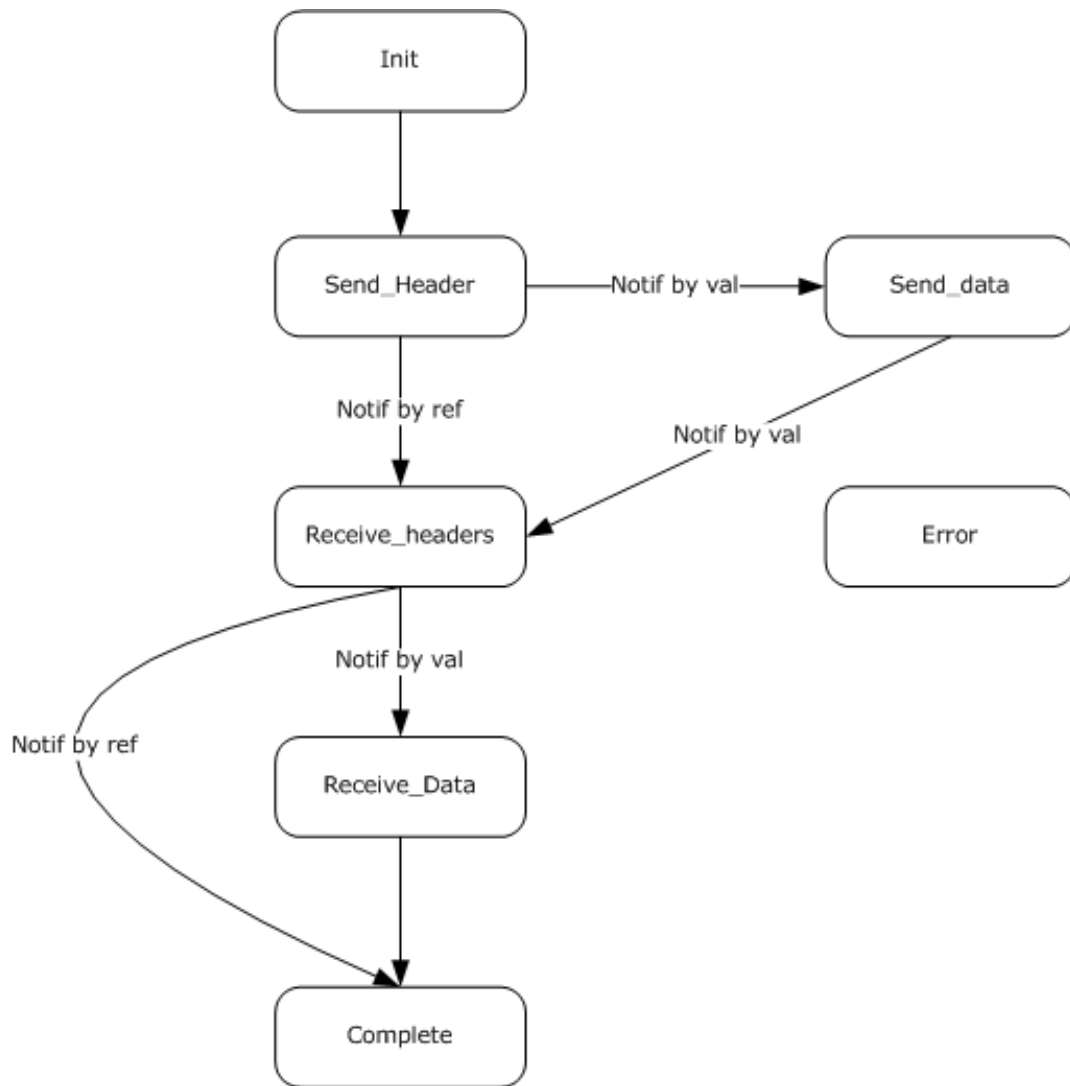 Init
Send_Header
Notif by val
Send_data
Notif by ref
Notif by val
Receive_headers
Error
Notif by val
Notif by ref
Receive_Data
Complete